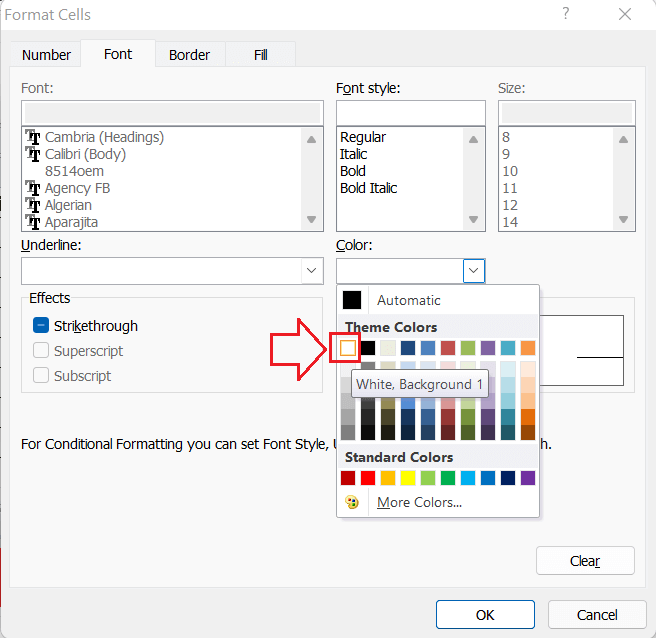 Format Cells ?
Number Font Border Fill
Font: Font style: Size:
Cambria (Headings) Regular 8
Calibri (Body) Italic 9
8514oem Bold 10
Agency FB Bold Italic 11
Algerian 12
Aparajita 14
Underline: Color:
Automatic
Effects
Theme Colors
Strikethrough
Superscript
White, Background 1
Subscript
For Conditional Formatting you can set Font Style, h.
Standard Colors
More Colors...
Clear
OK Cancel